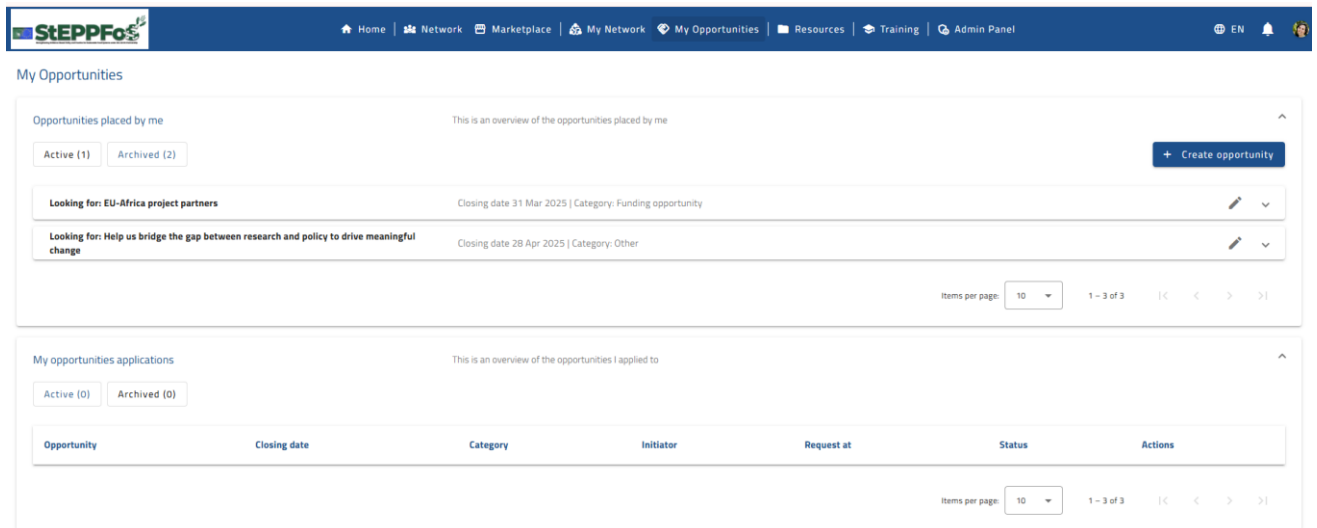 StEPPFoS
Home | Network Marketplace | My Network My Opportunities | Resources | Training | Admin Panel EN
My Opportunities
Opportunities placed by me This is an overview of the opportunities placed by me
Active (1) Archived (2) + Create opportunity
Looking for: EU-Africa project partners Closing date 31 Mar 2025 | Category: Funding opportunity
Looking for: Help us bridge the gap between research and policy to drive meaningful
change Closing date 28 Apr 2025 | Category: Other
Items per page: 10 1 – 3 of 3
My opportunities applications This is an overview of the opportunities I applied to
Active (0) Archived (0)
Opportunity Closing date Category Initiator Request at Status Actions
Items per page: 10 1 – 3 of 3